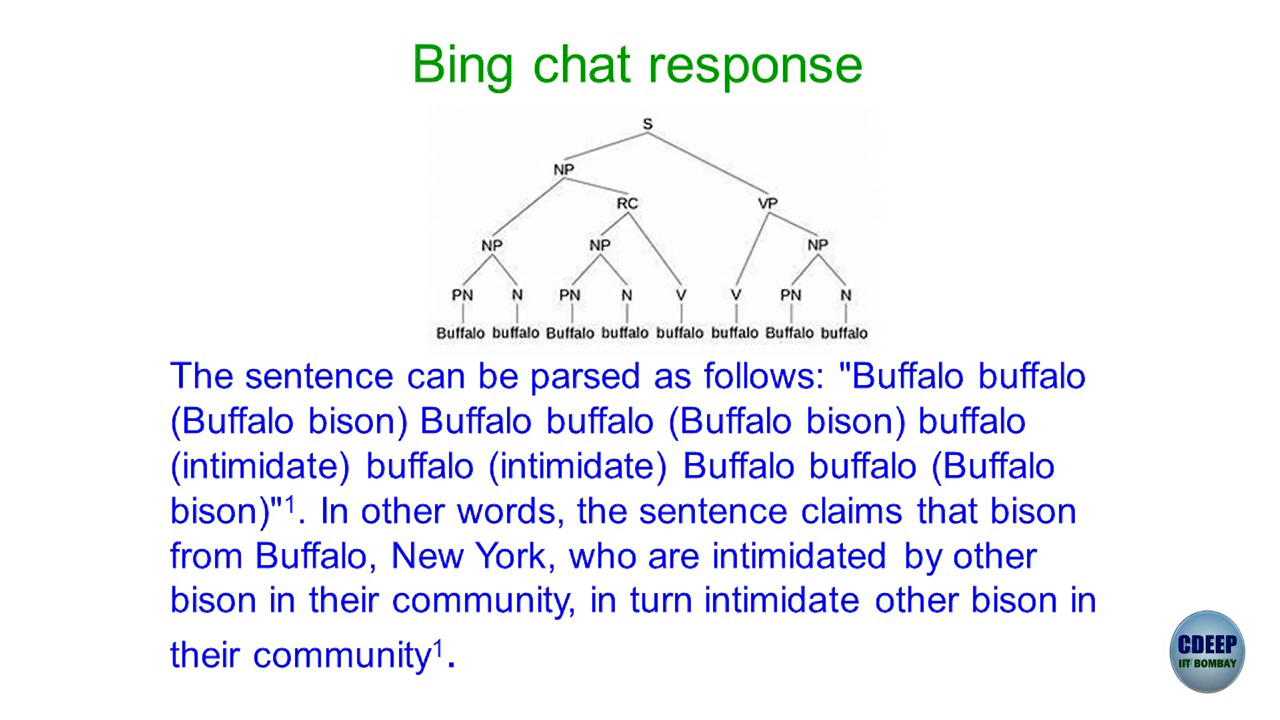 Bing chat response
S
NP
RC VP
NP NP NP
PN N PN N V V PN N
Buffalo buffalo Buffalo buffalo buffalo buffalo Buffalo buffalo
The sentence can be parsed as follows: "Buffalo buffalo
(Buffalo bison) Buffalo buffalo (Buffalo bison) buffalo
(intimidate) buffalo (intimidate) Buffalo buffalo (Buffalo
bison)"¹. In other words, the sentence claims that bison
from Buffalo, New York, who are intimidated by other
bison in their community, in turn intimidate other bison in
their community¹.
CDEEP
IIT BOMBAY